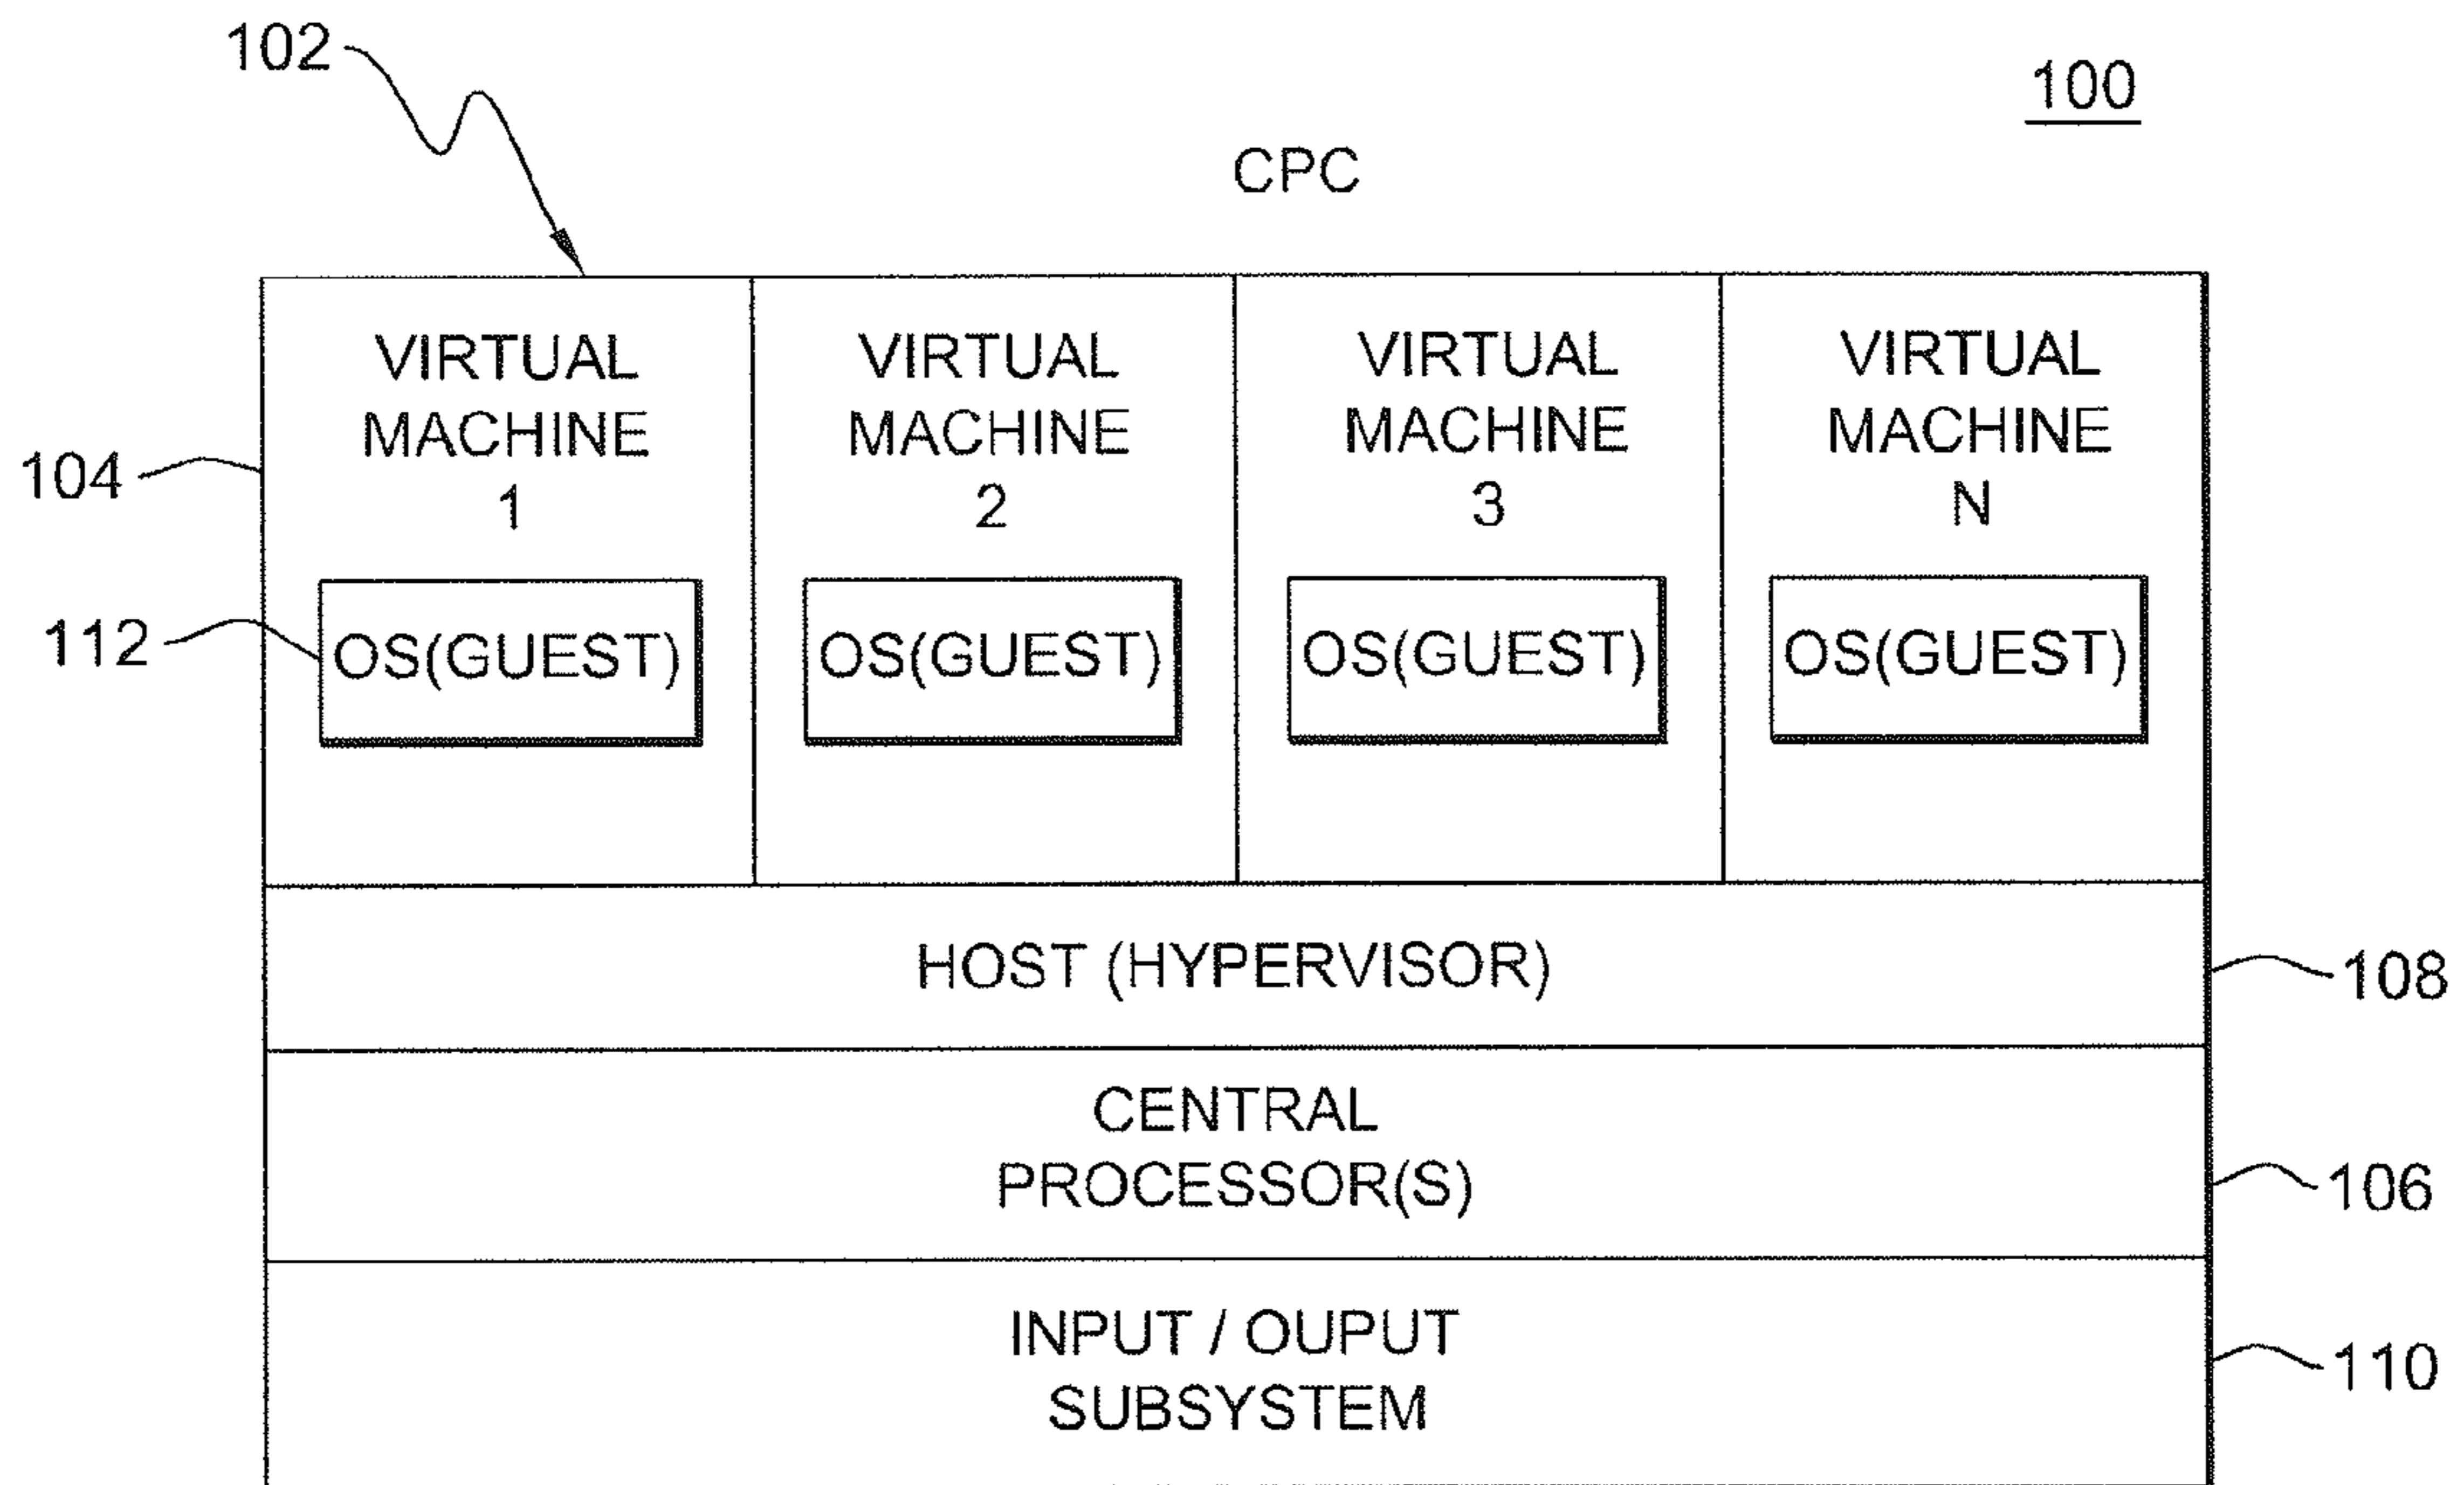 102
100
CPC
VIRTUAL
MACHINE
1
VIRTUAL
MACHINE
2
VIRTUAL
MACHINE
3
VIRTUAL
MACHINE
N
104
112
OS(GUEST)
OS(GUEST)
OS(GUEST)
OS(GUEST)
HOST (HYPERVISOR)
108
CENTRAL
PROCESSOR(S)
106
INPUT / OUPUT
SUBSYSTEM
110